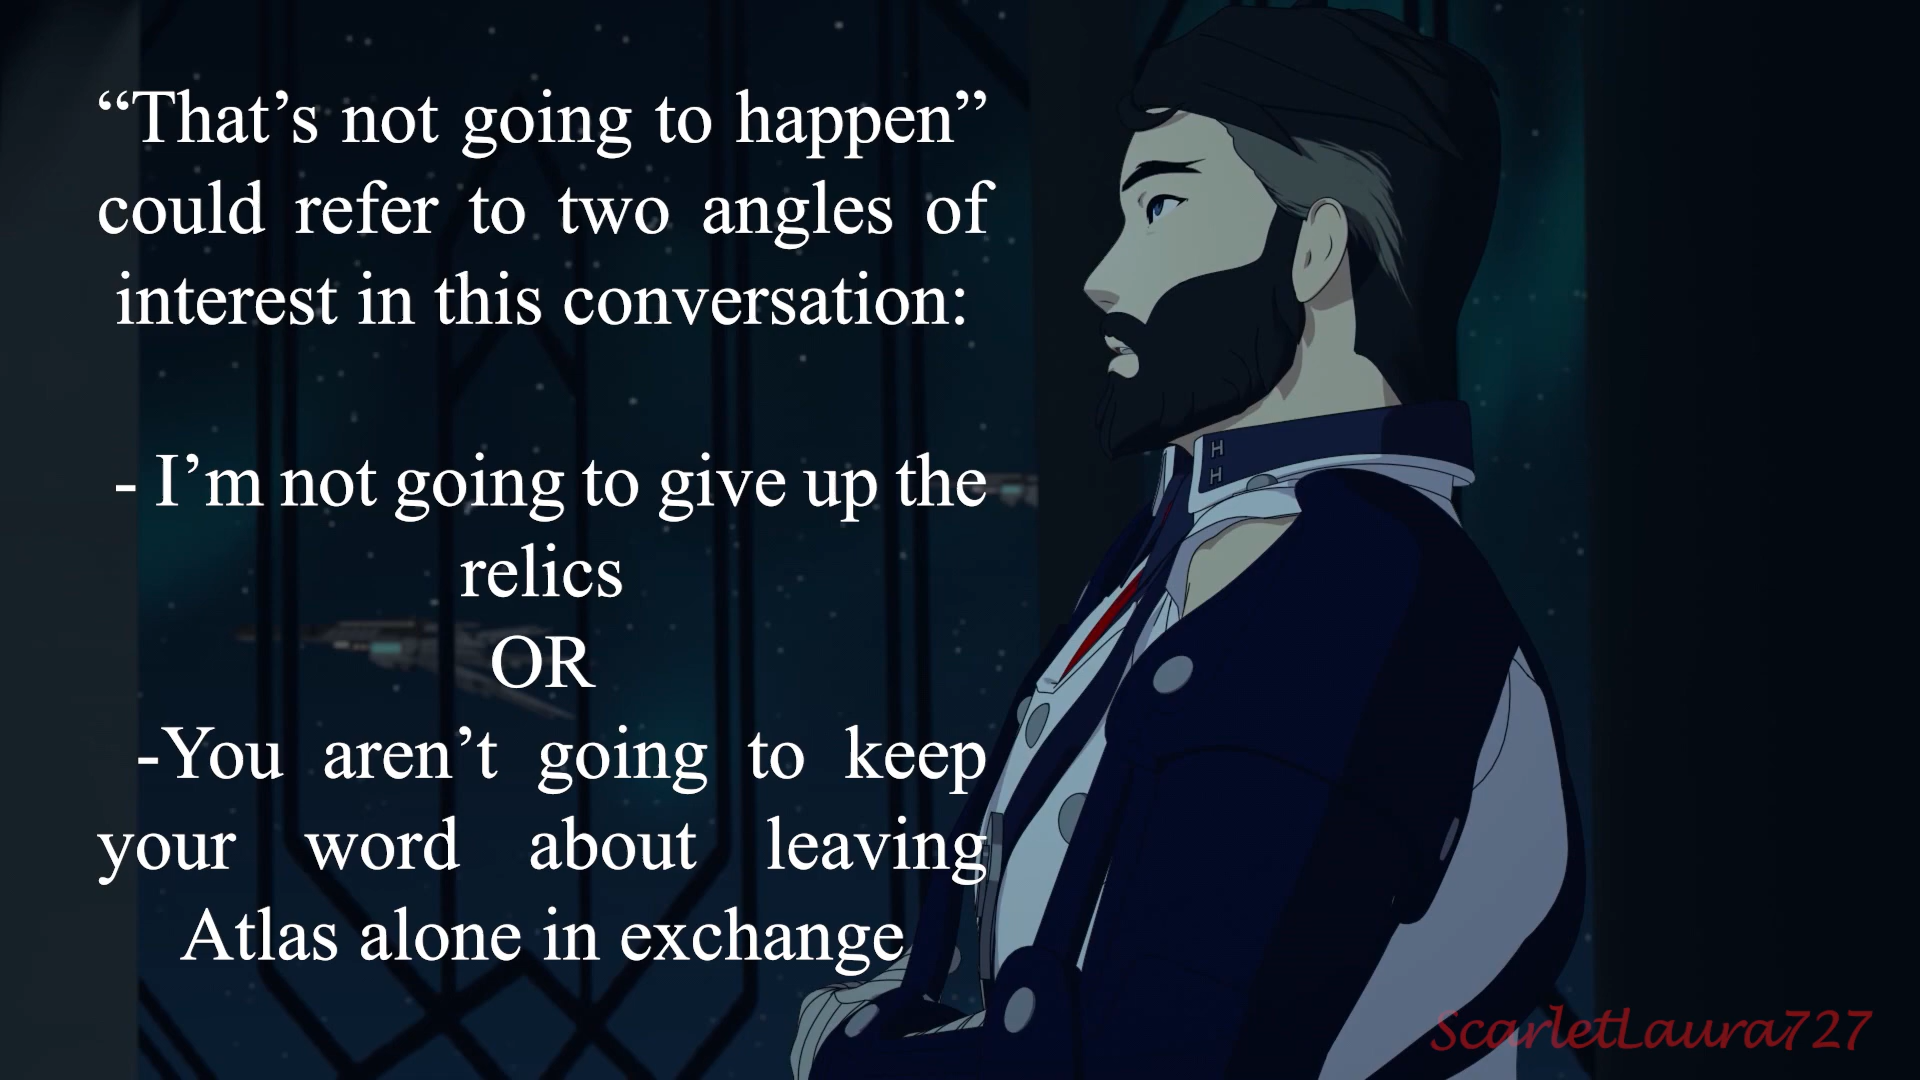 “That’s not going to happen”
could refer to two angles of
interest in this conversation:
- I’m not going to give up the
relics
OR
-You aren’t going to keep
your word about leaving
Atlas alone in exchange
H
H
ScarletLaura727